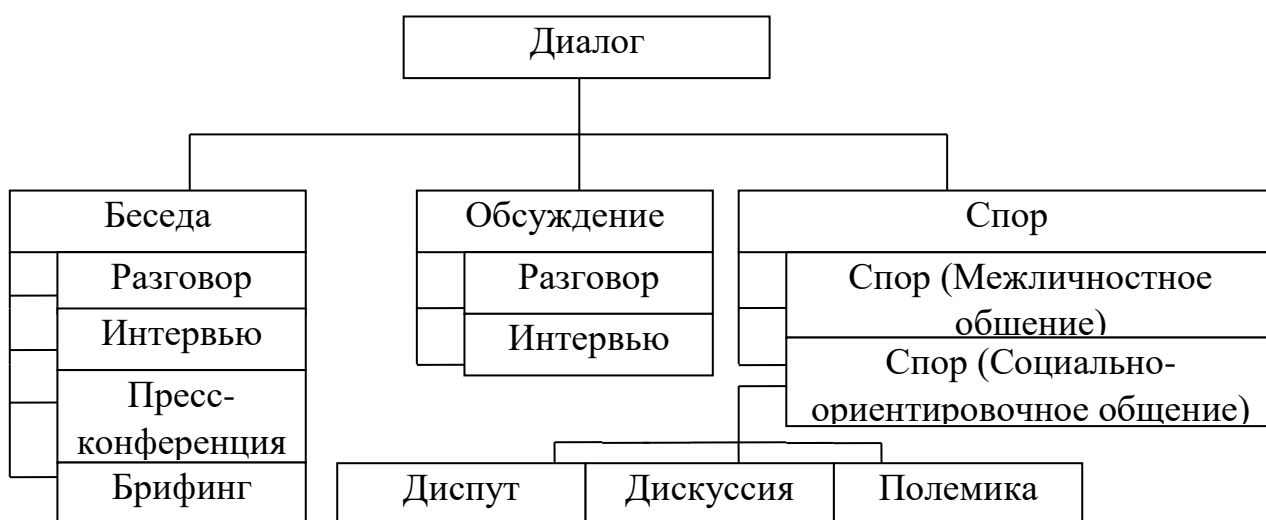 Диалог
Беседа
Разговор
Интервью
Пресс-
конференция
Брифинг
Обсуждение
Разговор
Интервью
Спор
Спор (Межличностное
общение)
Спор (Социально-
ориентировочное общение)
Диспут
Дискуссия
Полемика